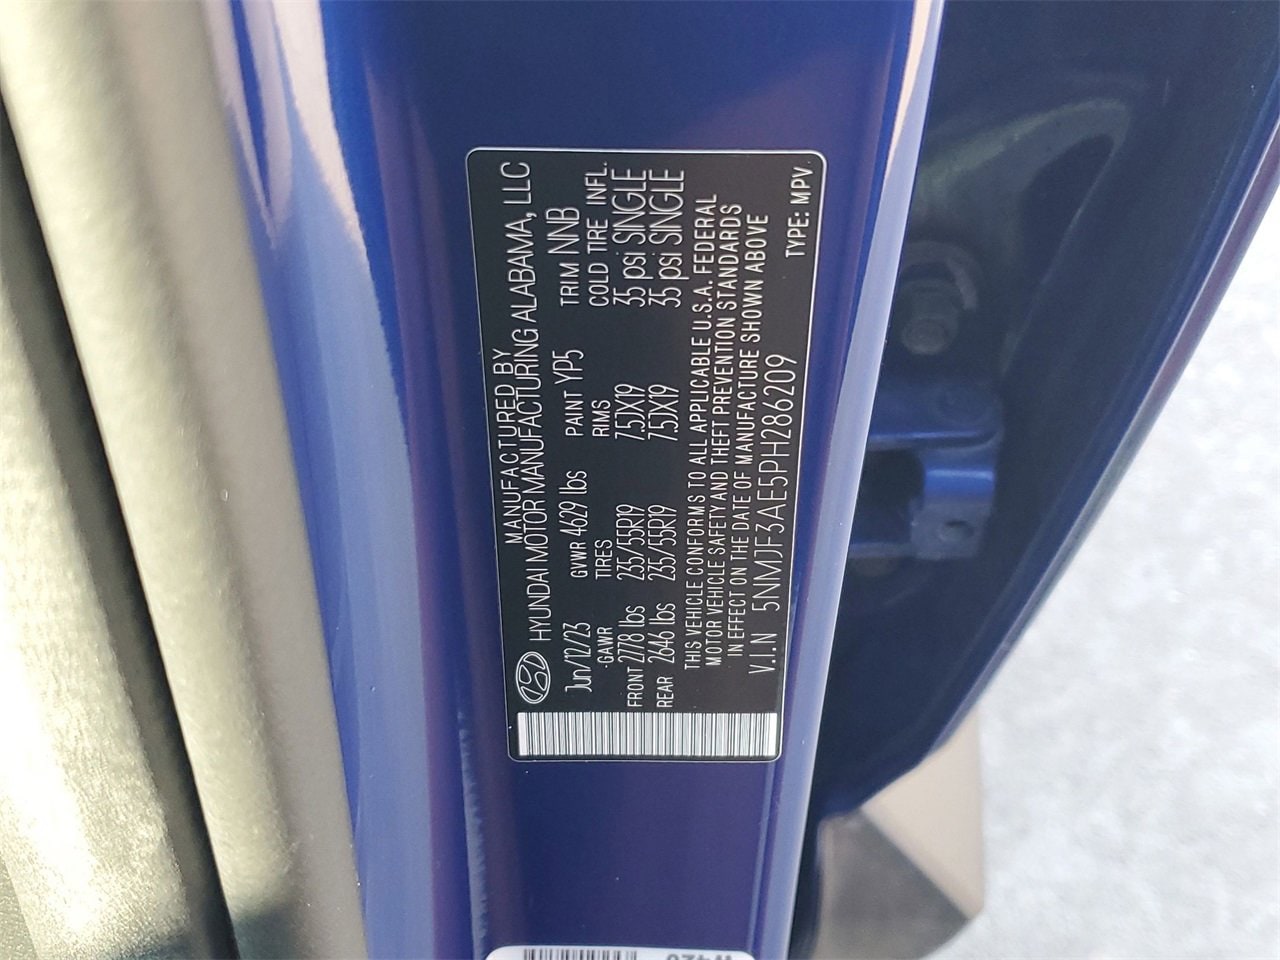 MANUFACTURED BY
HYUNDAI MOTOR MANUFACTURING ALABAMA, LLC
Jun/12/23 GVWR 4629 lbs PAINT YP5 TRIM NNB
GAWR TIRES RIMS COLD TIRE INFL.
FRONT 2778 lbs 235/55R19 7.5JX19 35 psi SINGLE
REAR 2646 lbs 235/55R19 7.5JX19 35 psi SINGLE
THIS VEHICLE CONFORMS TO ALL APPLICABLE U.S.A. FEDERAL
MOTOR VEHICLE SAFETY AND THEFT PREVENTION STANDARDS
IN EFFECT ON THE DATE OF MANUFACTURE SHOWN ABOVE
V.I.N 5NMJF3AE5PH286209 TYPE: MPV